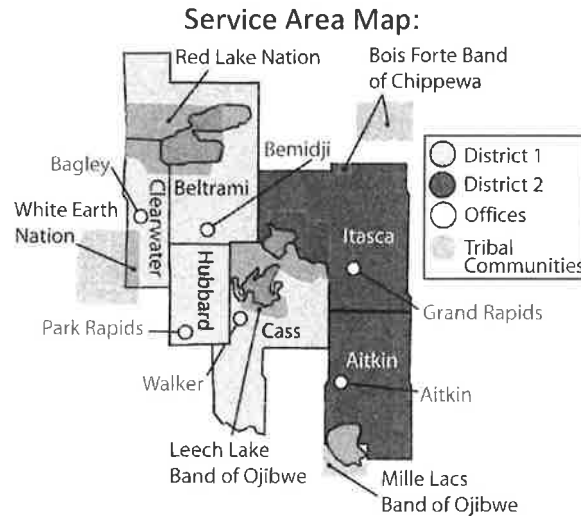 Service Area Map:
Red Lake Nation
Bois Forte Band
of Chippewa
Bemidji
Bagley
Beltrami
Clearwater
White Earth
Nation
Itasca
Hubbard
Grand Rapids
Park Rapids
Cass
Aitkin
Walker
Aitkin
Leech Lake
Band of Ojibwe
Mille Lacs
Band of Ojibwe
District 1
District 2
Offices
Tribal
Communities